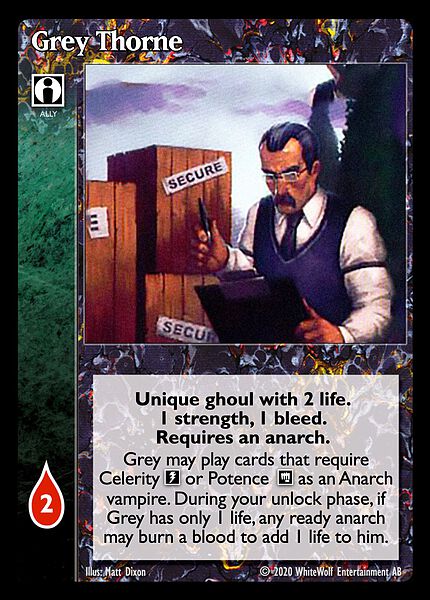 Grey Thorne
ALLY
SECURE
E
SECUR
Unique ghoul with 2 life.
1 strength, 1 bleed.
Requires an anarch.
Grey may play cards that require
Celerity or Potence as an Anarch
vampire. During your unlock phase, if
Grey has only 1 life, any ready anarch
may burn a blood to add 1 life to him.
2
Illus: Matt Dixon
© 2020 WhiteWolf Entertainment AB